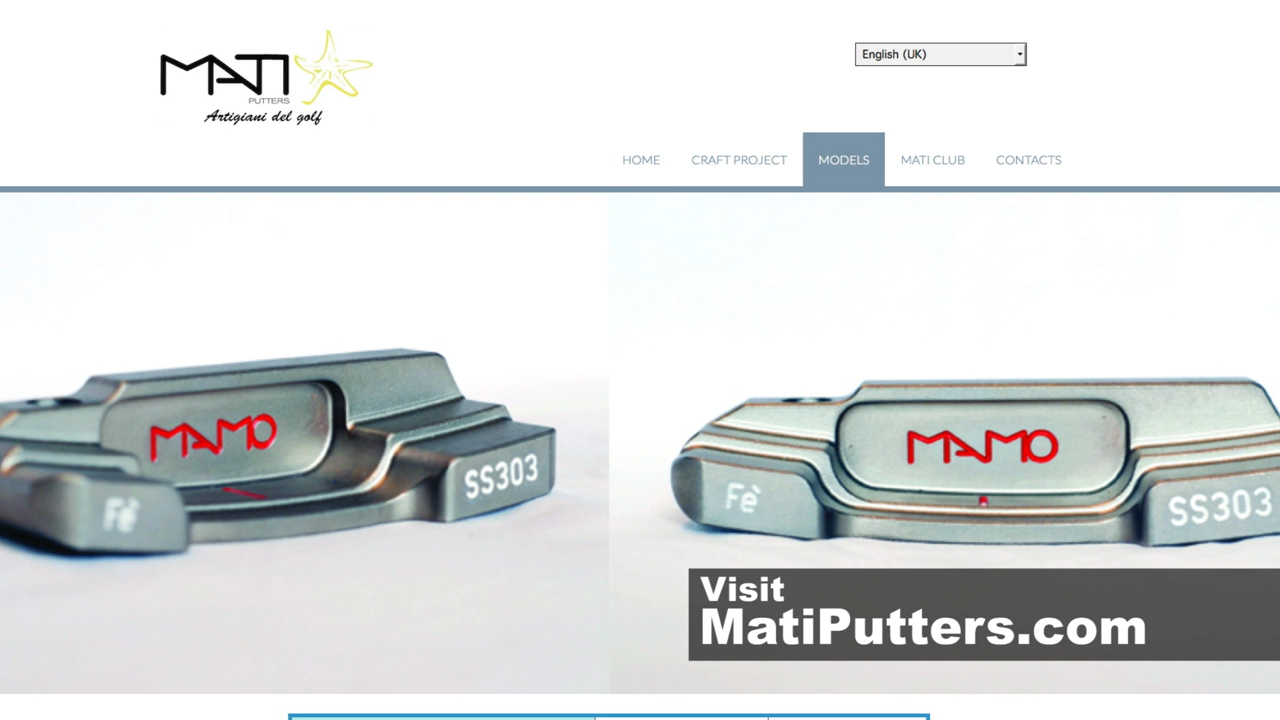 MATI
PUTTERS
Artigiani del golf
English (UK)
HOME
CRAFT PROJECT
MODELS
MATI CLUB
CONTACTS
MAMO
Fè
SS303
MAMO
Fè
SS303
Visit
MatiPutters.com